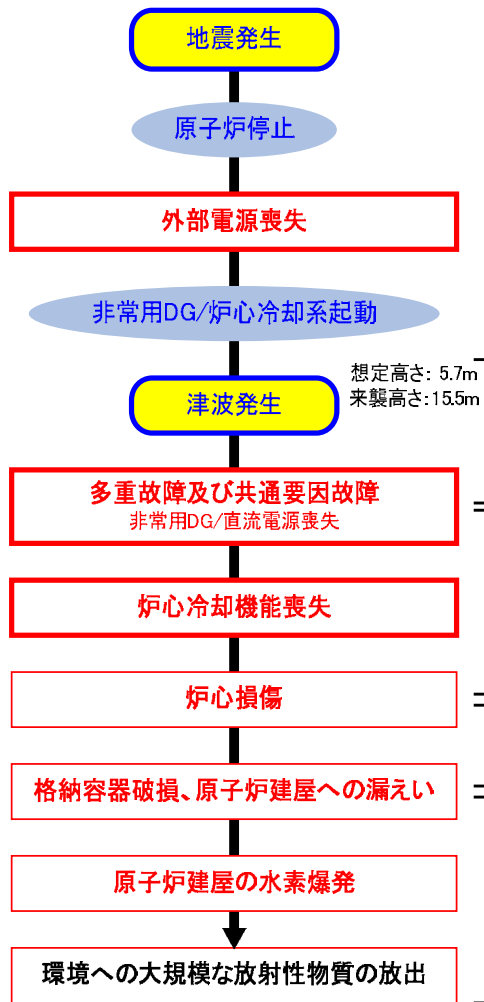 地震発生
原子炉停止
外部電源喪失
非常用DG/炉心冷却系起動
想定高さ: 5.7m
来襲高さ:15.5m
津波発生
多重故障及び共通要因故障
非常用DG/直流電源喪失
炉心冷却機能喪失
炉心損傷
格納容器破損、原子炉建屋への漏えい
原子炉建屋の水素爆発
環境への大規模な放射性物質の放出